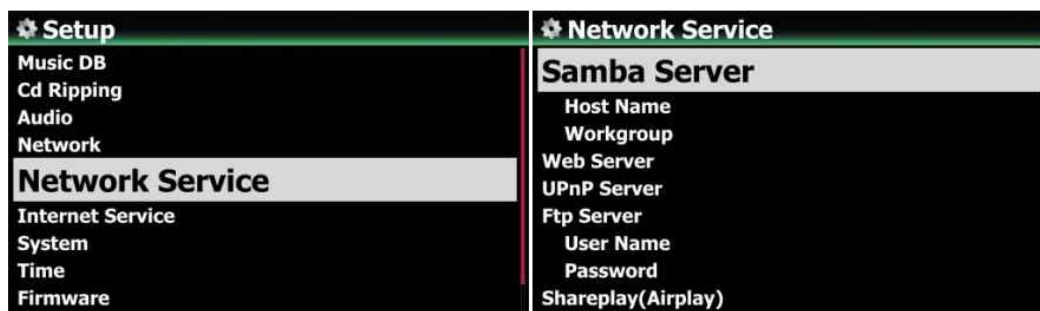 Setup
Music DB
Cd Ripping
Audio
Network
Network Service
Internet Service
System
Time
Firmware
Network Service
Samba Server
Host Name
Workgroup
Web Server
UPnP Server
Ftp Server
User Name
Password
Shareplay(Airplay)